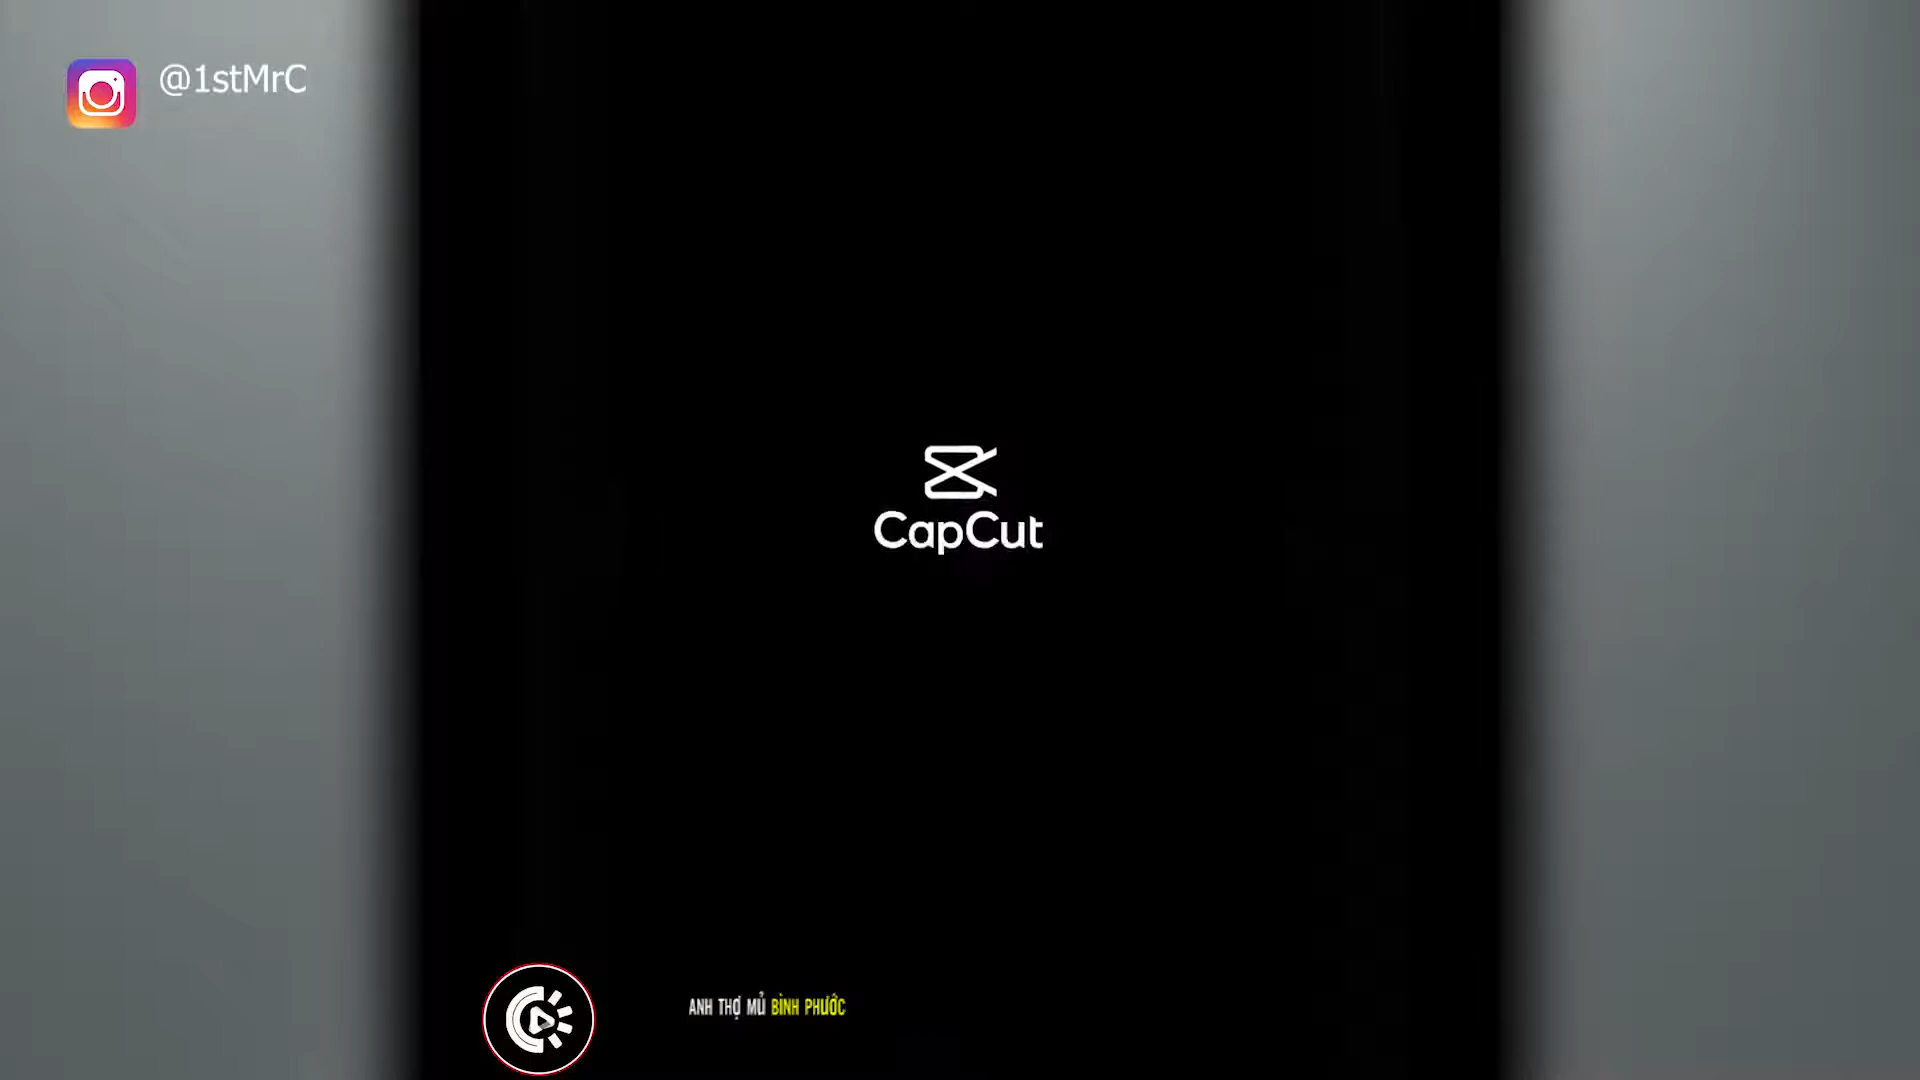 @1stMrC
CapCut
ANH THỢ MỦ BÌNH PHƯỚC